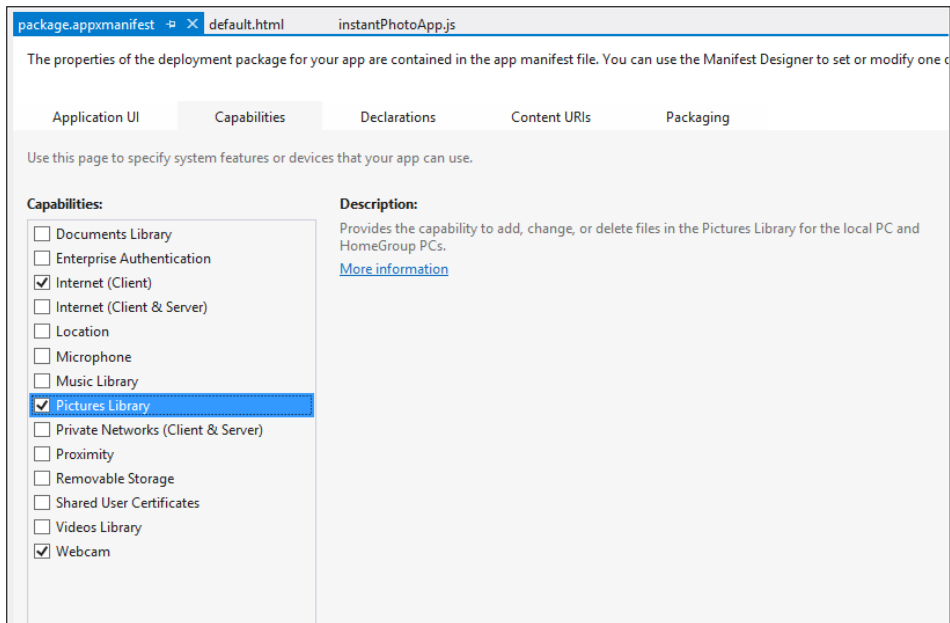 package.appxmanifest default.html instantPhotoApp.js
The properties of the deployment package for your app are contained in the app manifest file. You can use the Manifest Designer to set or modify one
Application UI Capabilities Declarations Content URIs Packaging
Use this page to specify system features or devices that your app can use.
Capabilities:
Documents Library
Enterprise Authentication
Internet (Client)
Internet (Client & Server)
Location
Microphone
Music Library
Pictures Library
Private Networks (Client & Server)
Proximity
Removable Storage
Shared User Certificates
Videos Library
Webcam
Description:
Provides the capability to add, change, or delete files in the Pictures Library for the local PC and
HomeGroup PCs.
More information